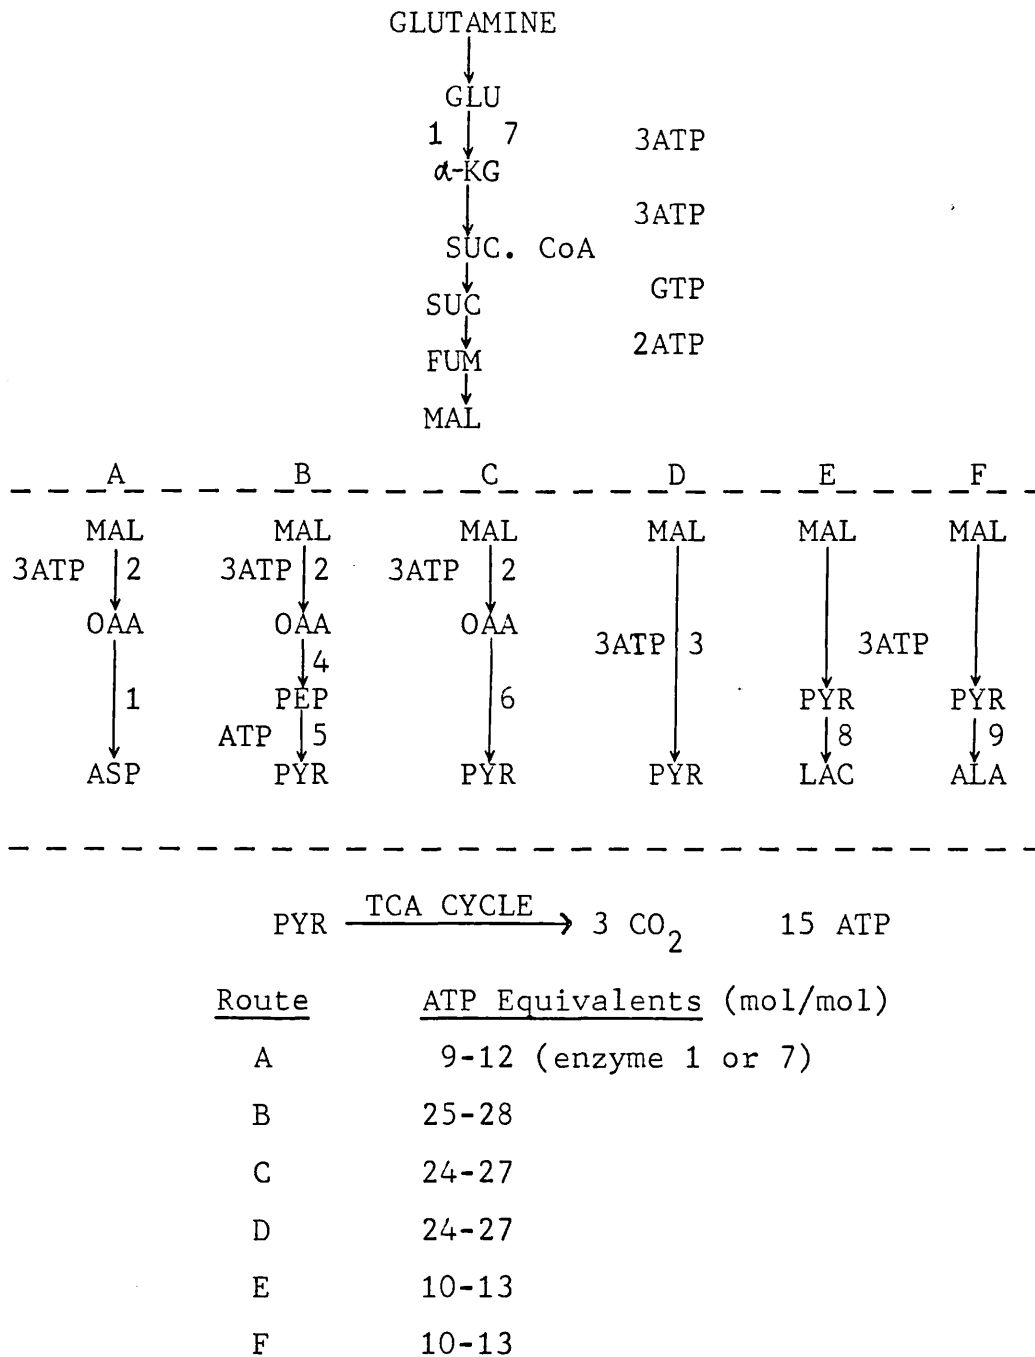 GLUTAMINE
GLU
1 7 3ATP
α-KG
3ATP
SUC. CoA
GTP
SUC
2ATP
FUM
MAL
A B C D E F
MAL MAL MAL MAL MAL MAL
3ATP 2 3ATP 2 3ATP 2
OAA OAA OAA
3ATP 3 3ATP
4
1 PEP 6 PYR PYR
ATP 5 8 9
ASP PYR PYR PYR LAC ALA
PYR TCA CYCLE 3 CO2 15 ATP
Route ATP Equivalents (mol/mol)
A 9-12 (enzyme 1 or 7)
B 25-28
C 24-27
D 24-27
E 10-13
F 10-13